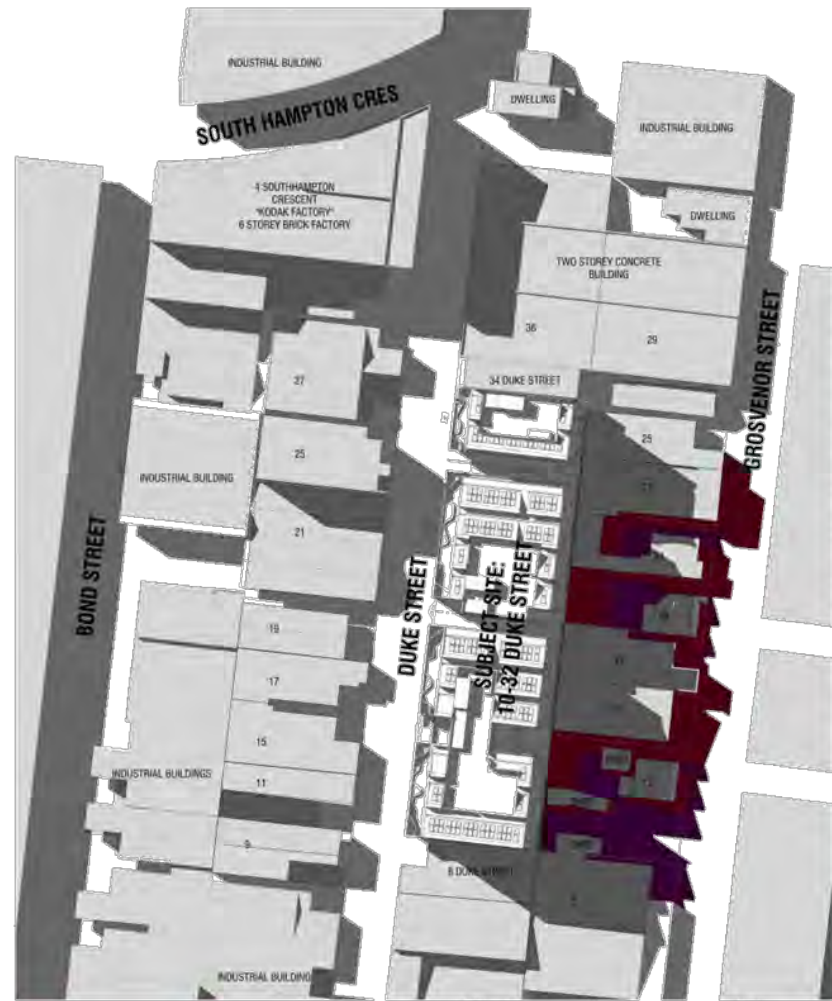 INDUSTRIAL BUILDING
SOUTH HAMPTON CRES
DWELLING
INDUSTRIAL BUILDING
4 SOUTHHAMPTON
CRESCENT
"KODAK FACTORY"
6 STOREY BRICK FACTORY
DWELLING
TWO STOREY CONCRETE
BUILDING
36
29
GROSVENOR STREET
27
34 DUKE STREET
25
25
INDUSTRIAL BUILDING
21
BOND STREET
DUKE STREET
SUBJECT SITE:
10-32 DUKE STREET
19
17
15
INDUSTRIAL BUILDINGS
11
9
8 DUKE STREET
INDUSTRIAL BUILDING